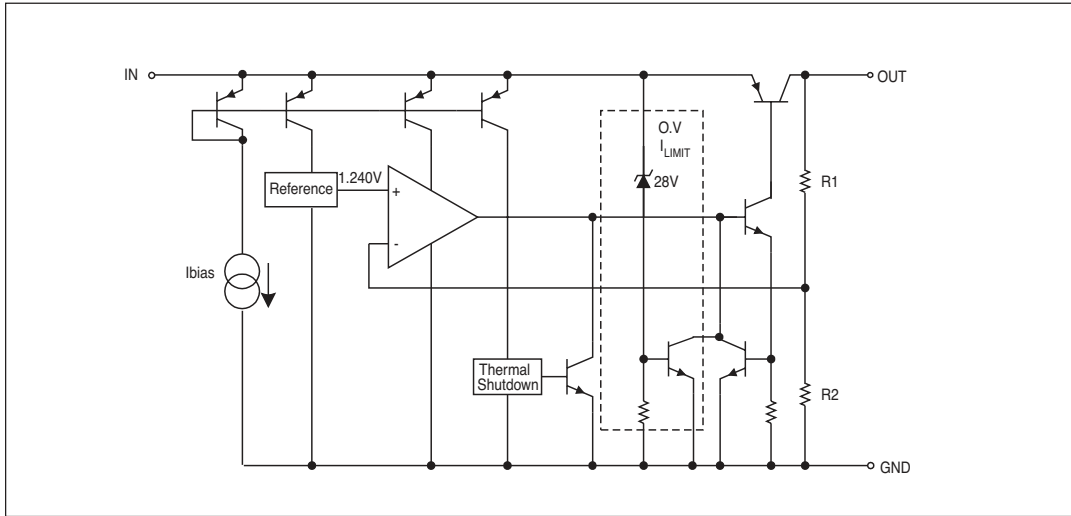 IN
OUT
O.V
ILIMIT
28V
1.240V
Reference
+
-
R1
Ibias
Thermal
Shutdown
R2
GND